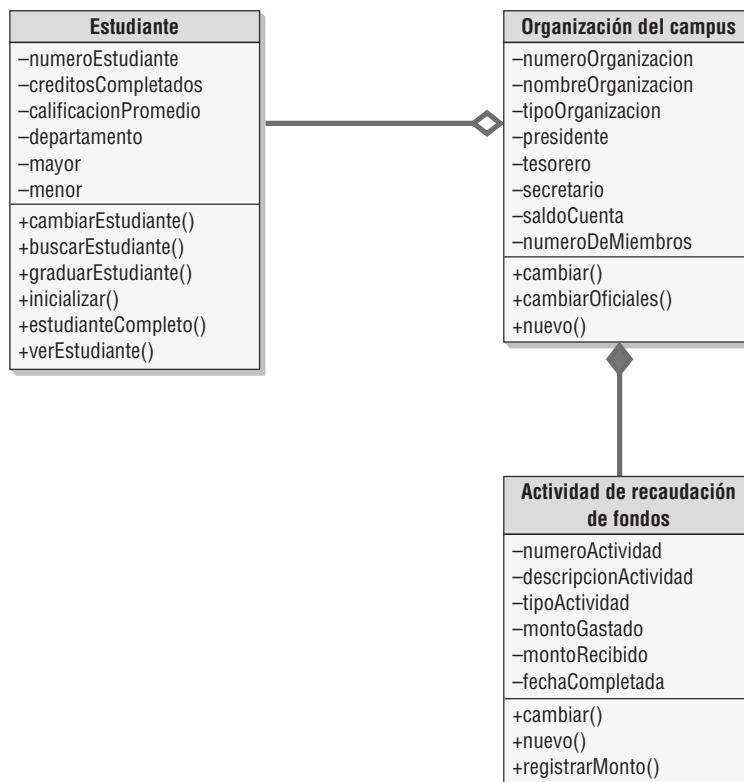 Estudiante
–numeroEstudiante
–creditosCompletados
–calificacionPromedio
–departamento
–mayor
–menor
+cambiarEstudiante()
+buscarEstudiante()
+graduarEstudiante()
+inicializar()
+estudianteCompleto()
+verEstudiante()
Organización del campus
–numeroOrganizacion
–nombreOrganizacion
–tipoOrganizacion
–presidente
–tesorero
–secretario
–saldoCuenta
–numeroDeMiembros
+cambiar()
+cambiarOficiales()
+nuevo()
Actividad de recaudación
de fondos
–numeroActividad
–descripcionActividad
–tipoActividad
–montoGastado
–montoRecibido
–fechaCompletada
+cambiar()
+nuevo()
+registrarMonto()